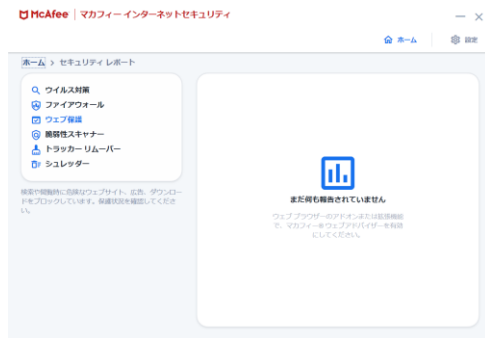 McAfee | マカフィー インターネットセキュリティ
ホーム
設定
ホーム > セキュリティ レポート
ウイルス対策
ファイアウォール
ウェブ保護
脆弱性スキャナー
トラッカー リムーバー
シュレッダー
検索や閲覧時に危険なウェブサイト、広告、ダウンロー
ドをブロックしています。保護状況を確認してくださ
い。
まだ何も報告されていません
ウェブ ブラウザーのアドオンまたは拡張機能
で、マカフィー® ウェブアドバイザーを有効
にしてください。